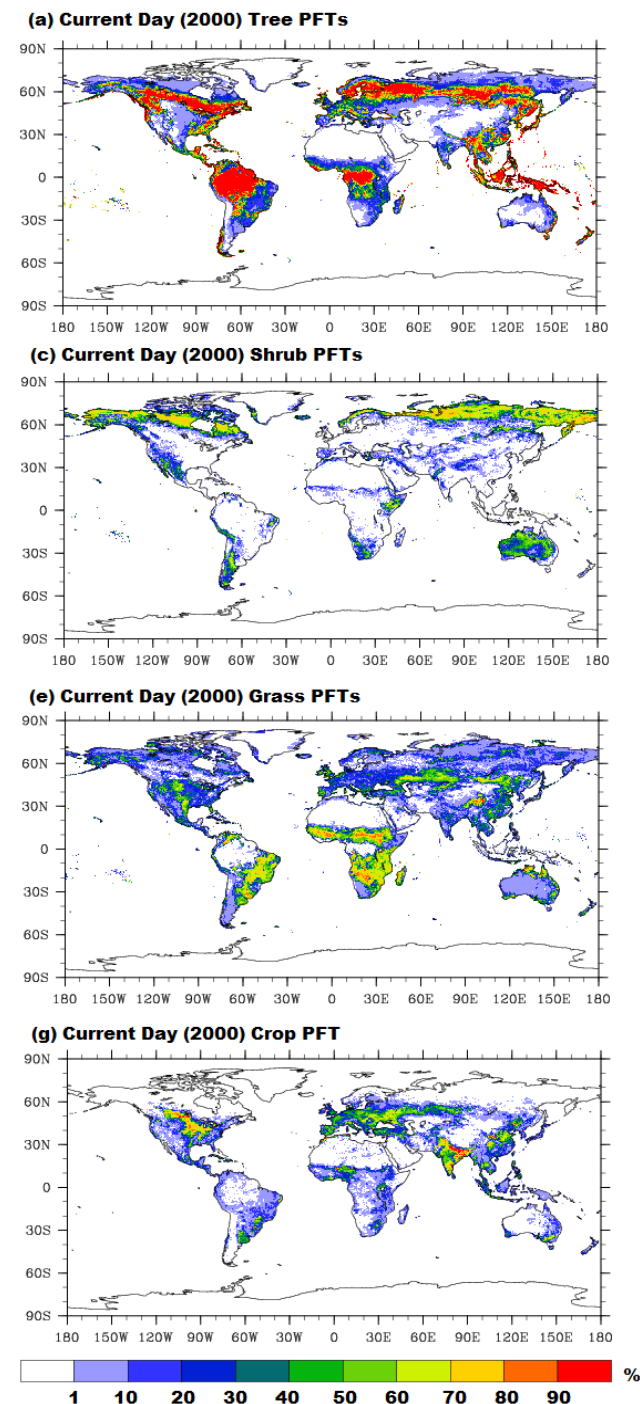 (a) Current Day (2000) Tree PFTs
90N
60N
30N
0
30S
60S
90S
180 150W 120W 90W 60W 30W 0 30E 60E 90E 120E 150E 180
(c) Current Day (2000) Shrub PFTs
90N
60N
30N
0
30S
60S
90S
180 150W 120W 90W 60W 30W 0 30E 60E 90E 120E 150E 180
(e) Current Day (2000) Grass PFTs
90N
60N
30N
0
30S
60S
90S
180 150W 120W 90W 60W 30W 0 30E 60E 90E 120E 150E 180
(g) Current Day (2000) Crop PFT
90N
60N
30N
0
30S
60S
90S
180 150W 120W 90W 60W 30W 0 30E 60E 90E 120E 150E 180
%
1 10 20 30 40 50 60 70 80 90